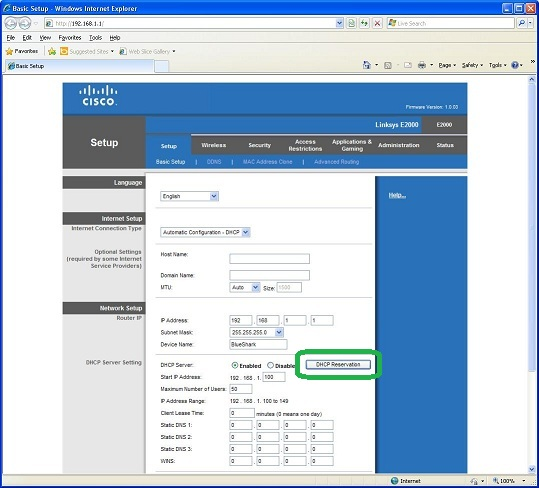 Basic Setup - Windows Internet Explorer
http://192.168.1.1/
Live Search
File Edit View Favorites Tools Help
Favorites Suggested Sites Web Slice Gallery
Basic Setup
Page Safety Tools
CISCO.
Firmware Version: 1.0.00
Linksys E2000 E2000
Setup
Setup Wireless Security Access Restrictions Applications & Gaming Administration Status
Basic Setup | DDNS | MAC Address Clone | Advanced Routing
Language
English
Help...
Internet Setup
Internet Connection Type
Automatic Configuration - DHCP
Optional Settings
(required by some Internet
Service Providers)
Host Name:
Domain Name:
MTU: Auto Size: 1500
Network Setup
Router IP
IP Address: 192 . 168 . 1 . 1
Subnet Mask: 255.255.255.0
Device Name: BlueShark
DHCP Server Setting
DHCP Server: Enabled Disable DHCP Reservation
Start IP Address: 192 . 168 . 1. 100
Maximum Number of Users: 50
IP Address Range: 192 . 168 . 1. 100 to 149
Client Lease Time: 0 minutes (0 means one day)
Static DNS 1: 0 . 0 . 0 . 0
Static DNS 2: 0 . 0 . 0 . 0
Static DNS 3: 0 . 0 . 0 . 0
WINS: 0 . 0 . 0 . 0
Internet 100%